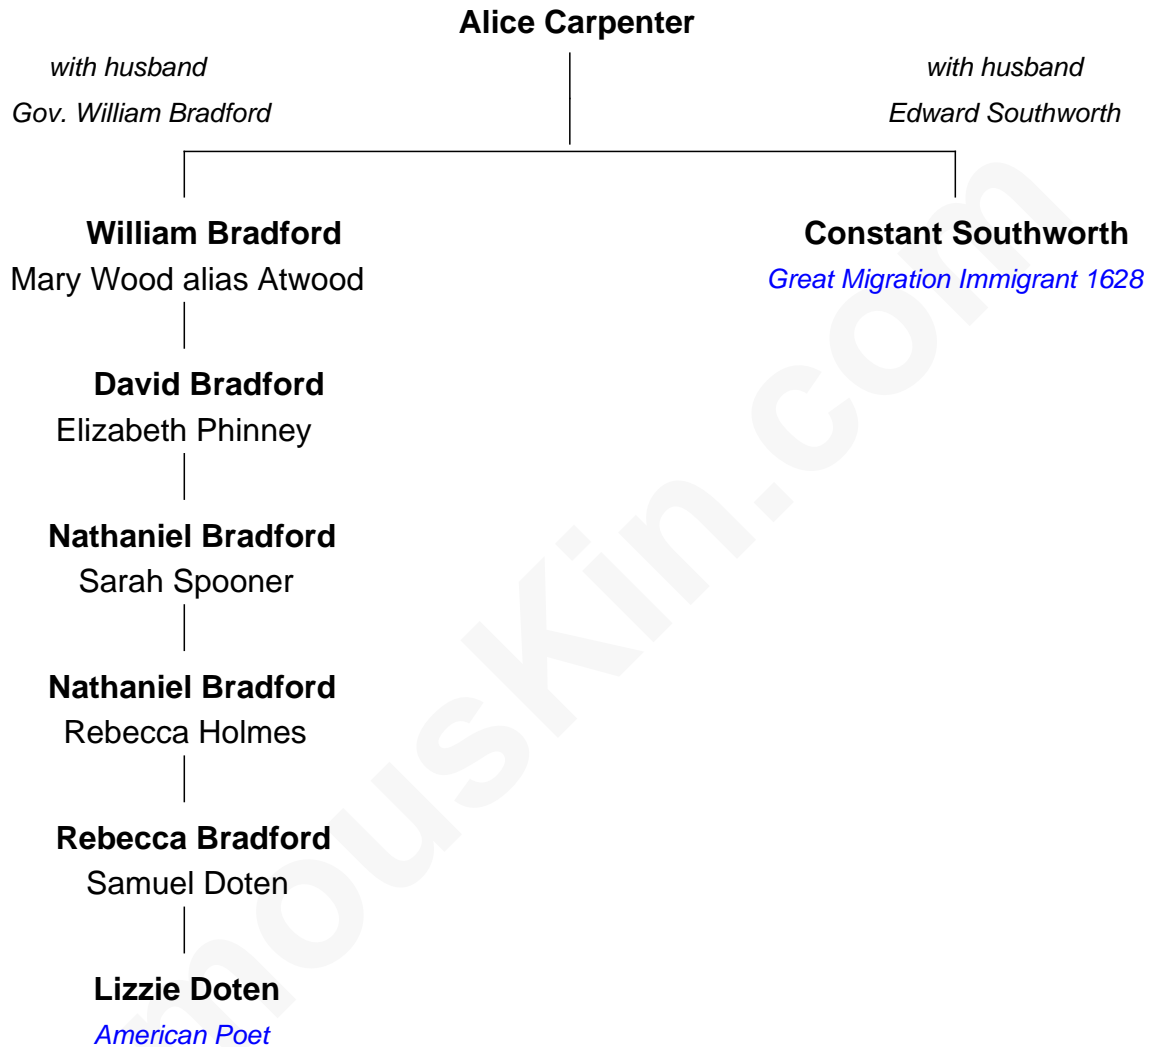 Alice Carpenter
with husband
Gov. William Bradford
with husband
Edward Southworth
William Bradford
Mary Wood alias Atwood
Constant Southworth
Great Migration Immigrant 1628
David Bradford
Elizabeth Phinney
Nathaniel Bradford
Sarah Spooner
Nathaniel Bradford
Rebecca Holmes
Rebecca Bradford
Samuel Doten
Lizzie Doten
American Poet
mouskin.com